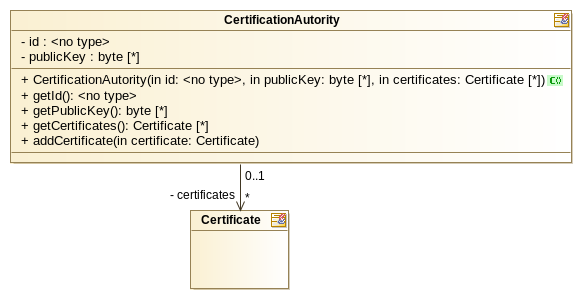 CertificationAutority
- id : <no type>
- publicKey : byte [*]
+ CertificationAutority(in id: <no type>, in publicKey: byte [*], in certificates: Certificate [*])
+ getId(): <no type>
+ getPublicKey(): byte [*]
+ getCertificates(): Certificate [*]
+ addCertificate(in certificate: Certificate)
0..1
- certificates *
Certificate